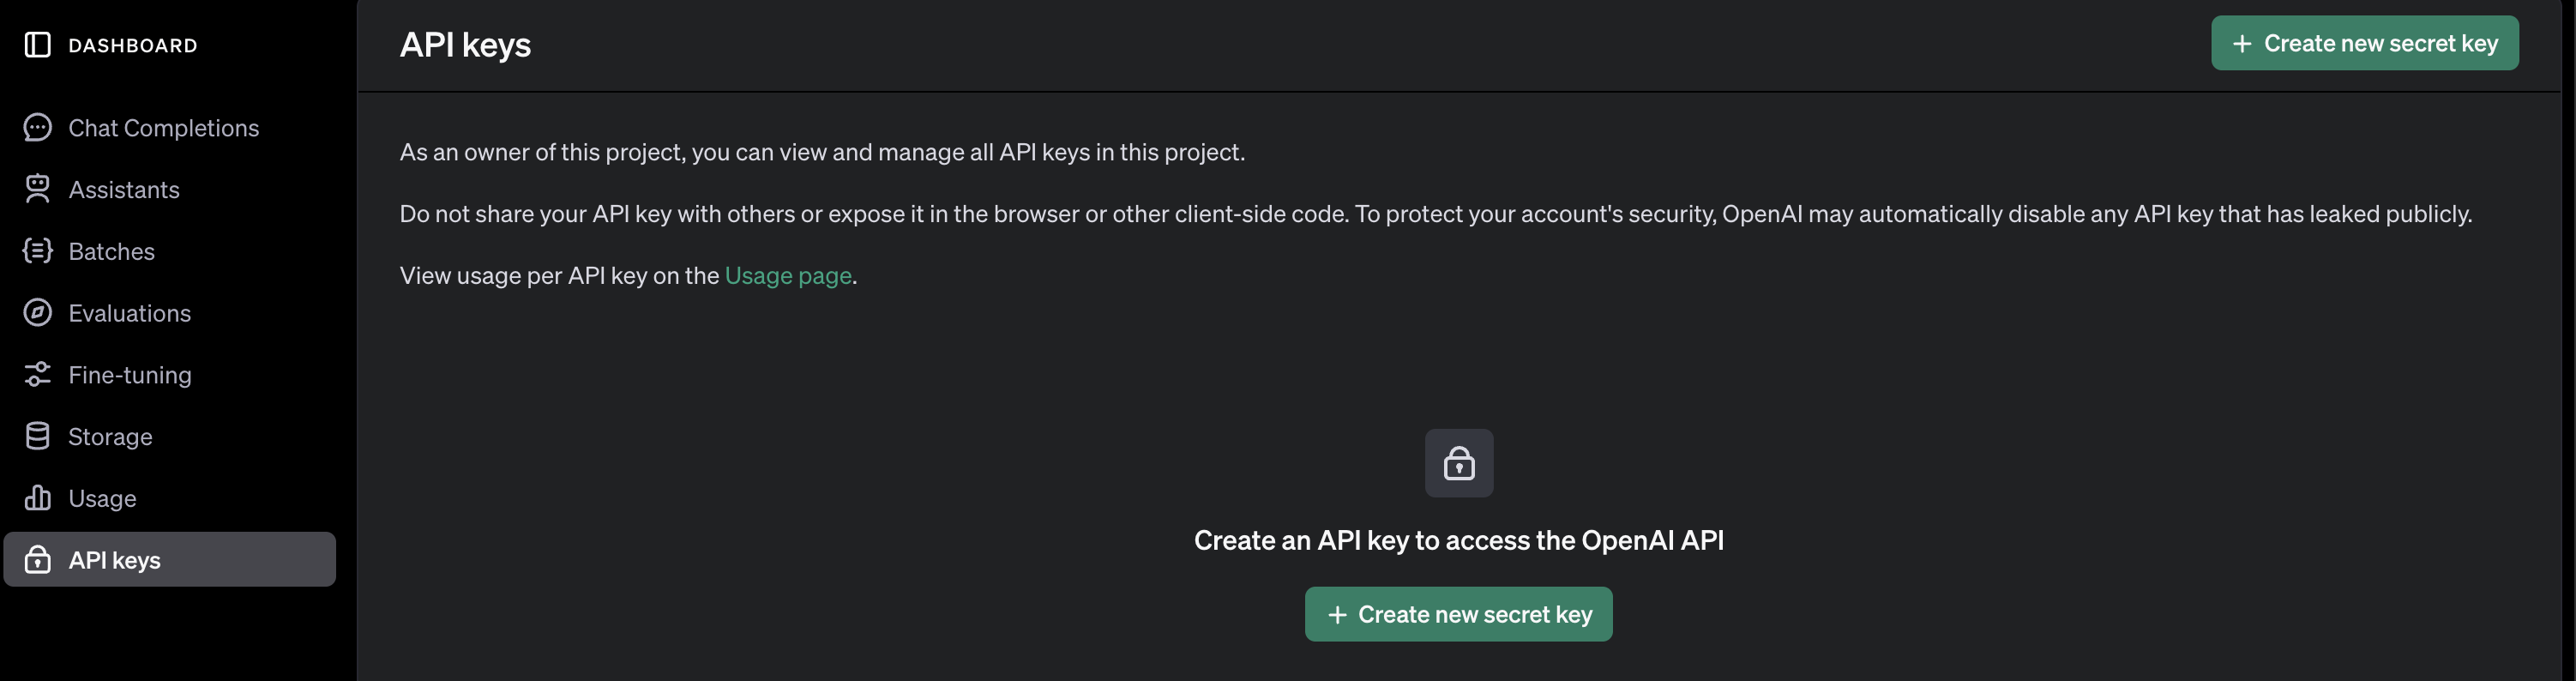 DASHBOARD
Chat Completions
Assistants
Batches
Evaluations
Fine-tuning
Storage
Usage
API keys
API keys
+ Create new secret key
As an owner of this project, you can view and manage all API keys in this project.
Do not share your API key with others or expose it in the browser or other client-side code. To protect your account's security, OpenAI may automatically disable any API key that has leaked publicly.
View usage per API key on the Usage page.
Create an API key to access the OpenAI API
+ Create new secret key